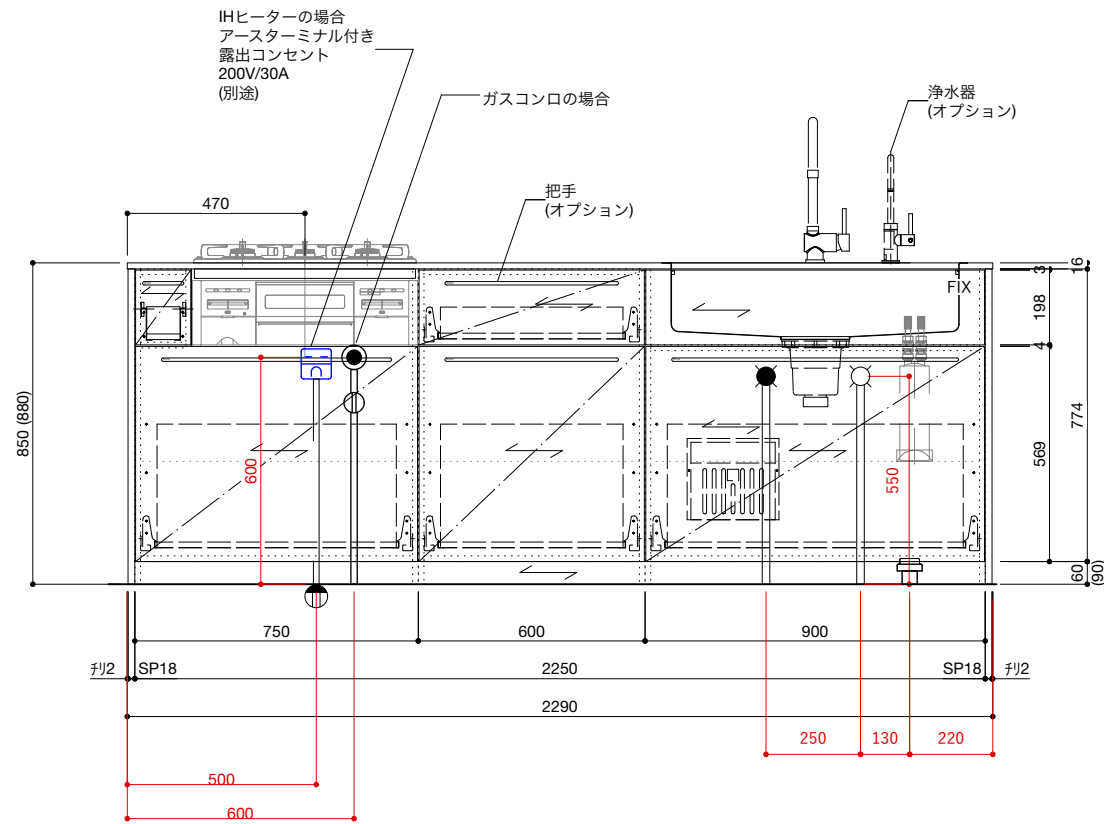 IHヒーターの場合
アースターミナル付き
露出コンセント
200V/30A
(別途)
ガスコンロの場合
浄水器
(オプション)
把手
(オプション)
470
FIX
16
3
198
4
774
569
850 (880)
600
550
60
(90)
750
600
900
チリ2
SP18
2250
SP18
チリ2
2290
250
130
220
500
600